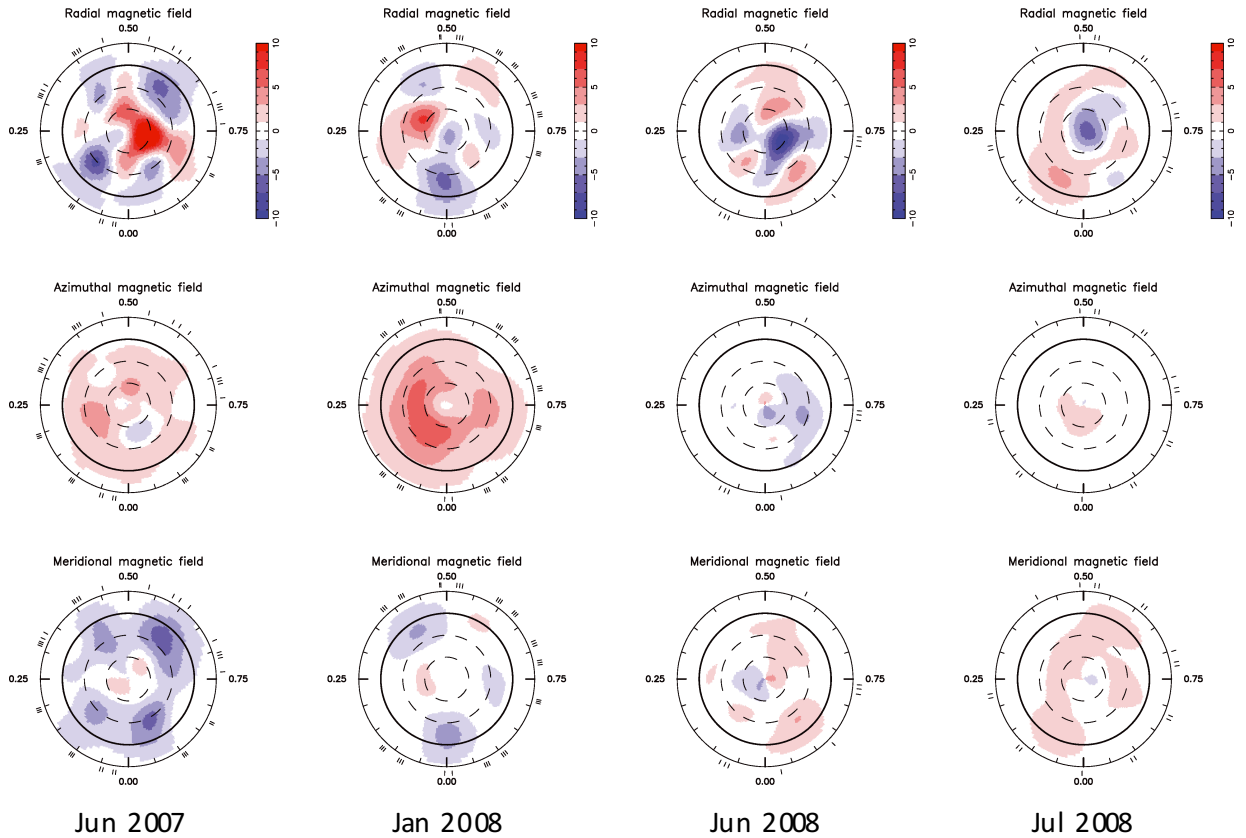 Radial magnetic field Radial magnetic field Radial magnetic field Radial magnetic field
0.50 0.50 0.50 0.50
0.25 0.75 0.25 0.75 0.25 0.75 0.25 0.75
10 5 0 −5 −10 10 5 0 −5 −10 10 5 0 −5 −10 10 5 0 −5 −10
0.00 0.00 0.00 0.00
Azimuthal magnetic field Azimuthal magnetic field Azimuthal magnetic field Azimuthal magnetic field
0.50 0.50 0.50 0.50
0.25 0.75 0.25 0.75 0.25 0.75 0.25 0.75
0.00 0.00 0.00 0.00
Meridional magnetic field Meridional magnetic field Meridional magnetic field Meridional magnetic field
0.50 0.50 0.50 0.50
0.25 0.75 0.25 0.75 0.25 0.75 0.25 0.75
0.00 0.00 0.00 0.00
Jun 2007 Jan 2008 Jun 2008 Jul 2008